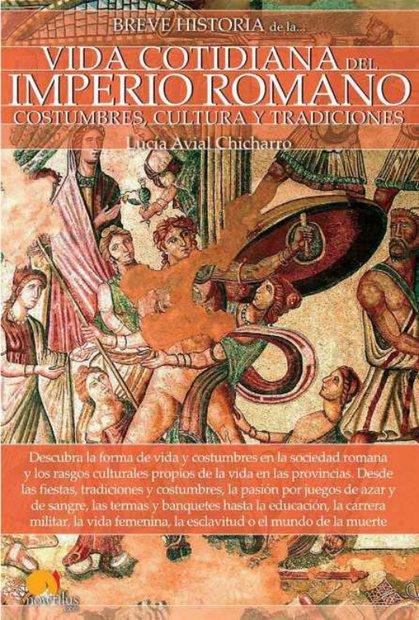 BREVE HISTORIA de la...
VIDA COTIDIANA DEL
IMPERIO ROMANO
COSTUMBRES, CULTURA Y TRADICIONES
Lucía Avial Chicharro
Descubra la forma de vida y costumbres en la sociedad romana
y los rasgos culturales propios de la vida en las provincias. Desde
las fiestas, tradiciones y costumbres, la pasión por juegos de azar y
de sangre, las termas y banquetes hasta la educación, la carrera
militar, la vida femenina, la esclavitud o el mundo de la muerte
nowtilus